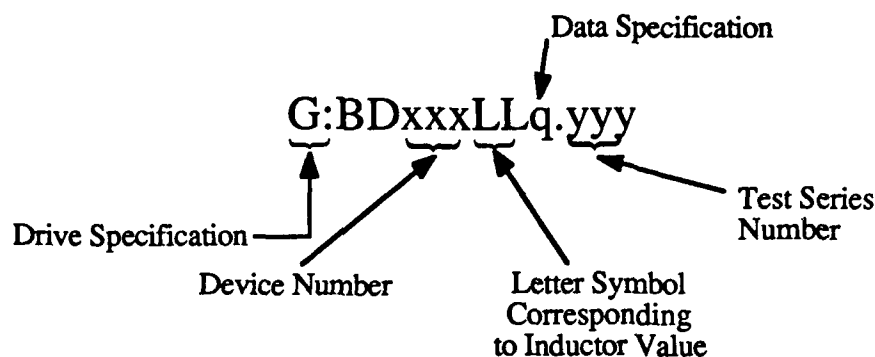 Data Specification
G:BDxxxLLq.yyy
Test Series
Number
Drive Specification
Device Number
Letter Symbol
Corresponding
to Inductor Value